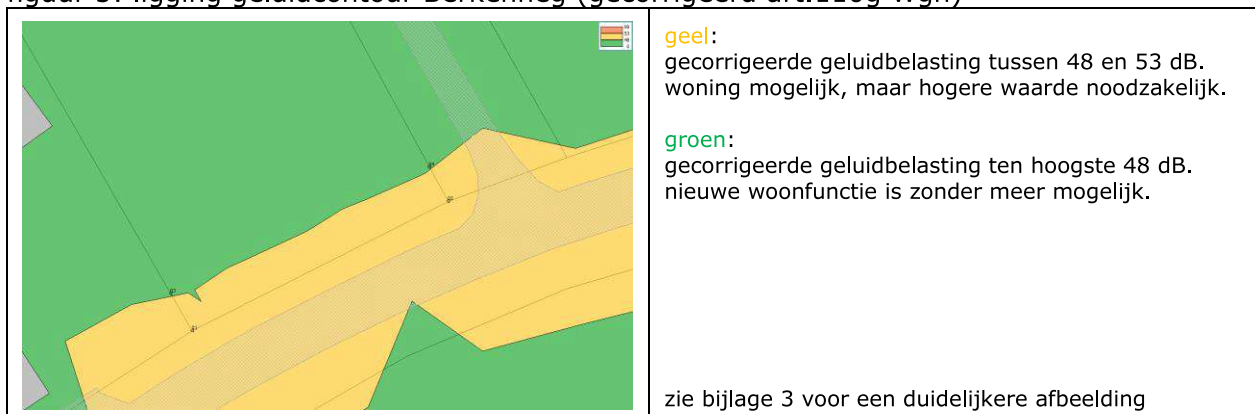 geel:
gecorrigeerde geluidbelasting tussen 48 en 53 dB.
woning mogelijk, maar hogere waarde noodzakelijk.
groen:
gecorrigeerde geluidbelasting ten hoogste 48 dB.
nieuwe woonfunctie is zonder meer mogelijk.
zie bijlage 3 voor een duidelijkere afbeelding